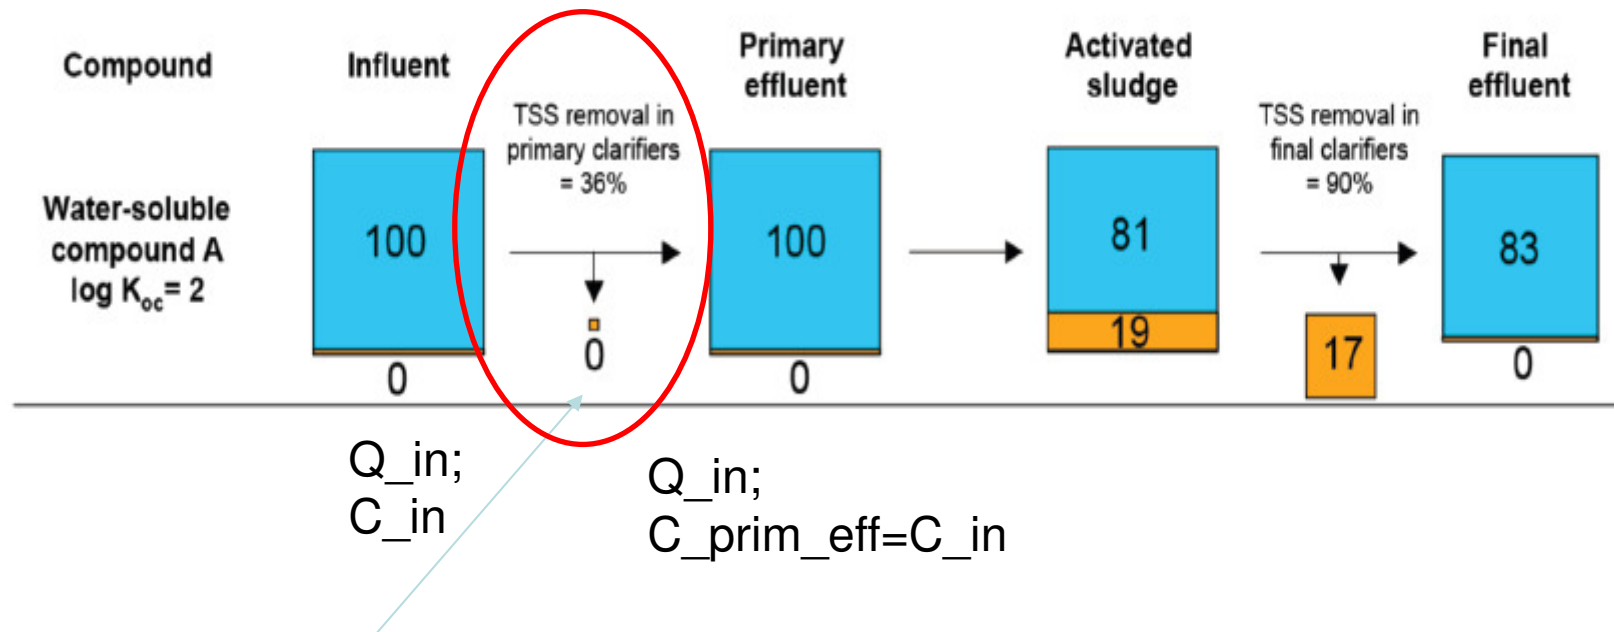 Compound
Influent
Primary
effluent
Activated
sludge
Final
effluent
TSS removal in
primary clarifiers
= 36%
TSS removal in
final clarifiers
= 90%
Water-soluble
compound A
log Koc= 2
100
0
0
100
0
81
19
17
83
0
Q_in;
C_in
Q_in;
C_prim_eff=C_in